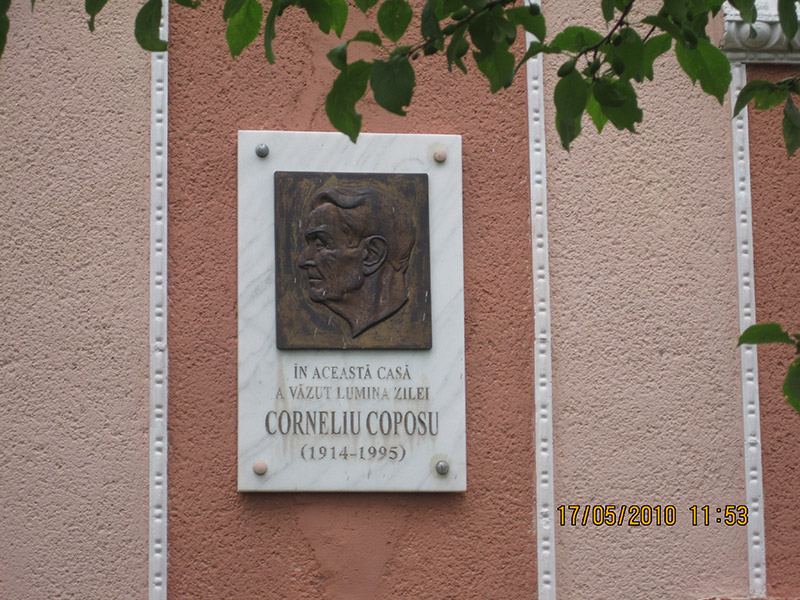 ÎN ACEASTĂ CASĂ
A VĂZUT LUMINA ZILEI
CORNELIU COPOSU
(1914-1995)
17/05/2010 11:53